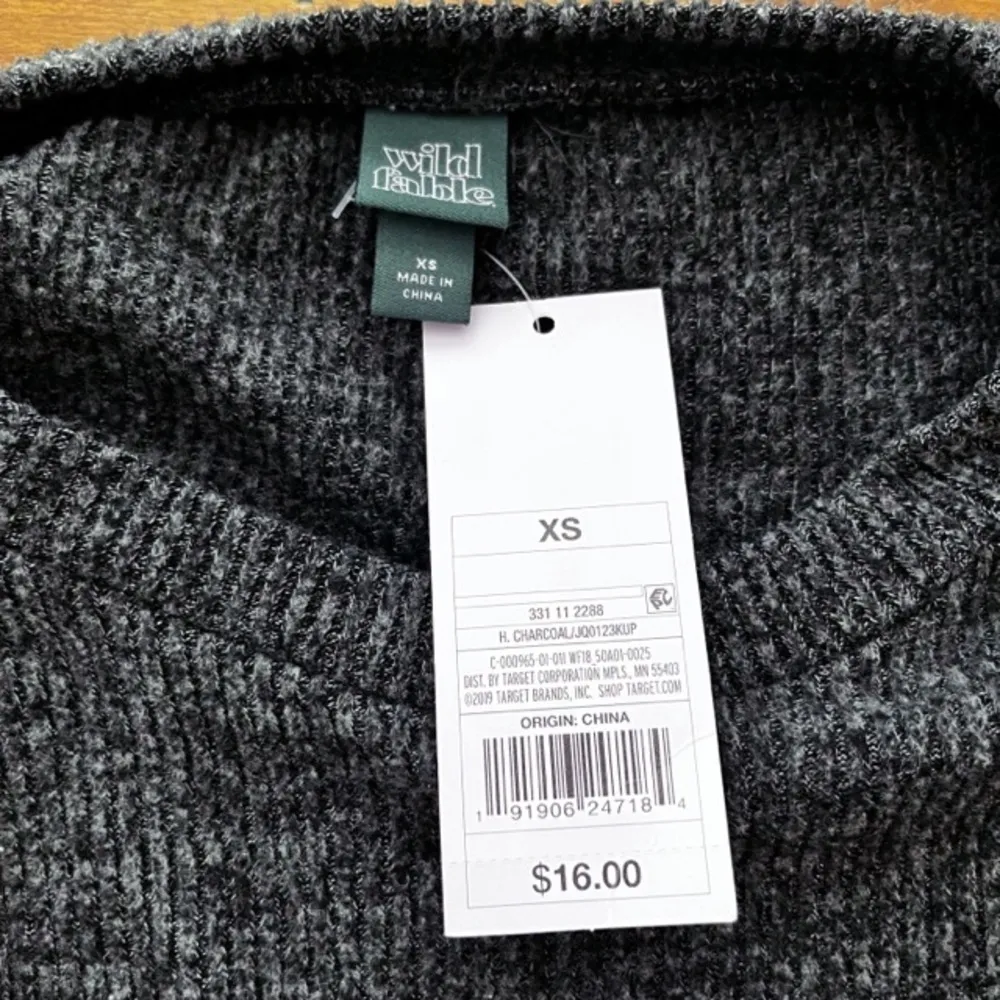 wild
fable.
XS
MADE IN
CHINA
XS
331 11 2288
H. CHARCOAL/JQ0123KUP
C-000965-01-011 WF18_50A01-0025
DIST. BY TARGET CORPORATION MPLS., MN 55403
©2019 TARGET BRANDS, INC. SHOP TARGET.COM
ORIGIN: CHINA
1 91906 24718 4
$16.00